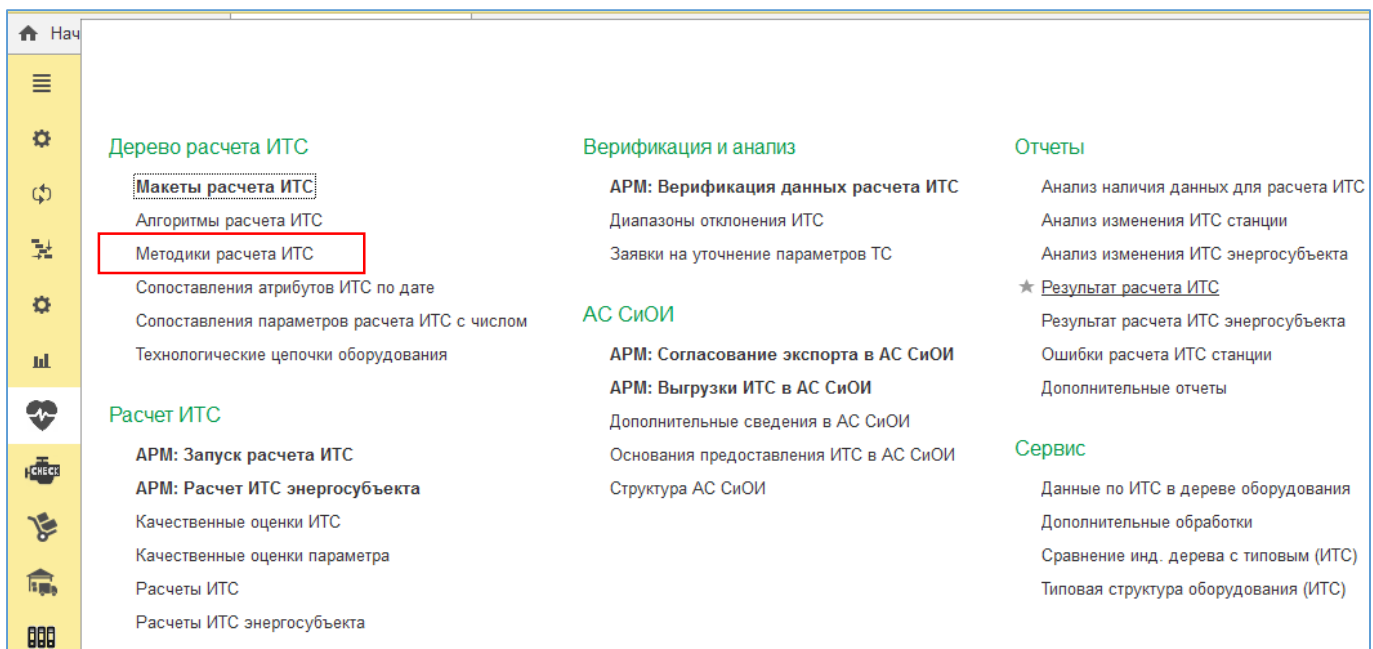 Нач
Дерево расчета ИТС
Макеты расчета ИТС
Алгоритмы расчета ИТС
Методики расчета ИТС
Сопоставления атрибутов ИТС по дате
Сопоставления параметров расчета ИТС с числом
Технологические цепочки оборудования
Расчет ИТС
АРМ: Запуск расчета ИТС
АРМ: Расчет ИТС энергосубъекта
Качественные оценки ИТС
Качественные оценки параметра
Расчеты ИТС
Расчеты ИТС энергосубъекта
Верификация и анализ
АРМ: Верификация данных расчета ИТС
Диапазоны отклонения ИТС
Заявки на уточнение параметров ТС
АС СиОИ
АРМ: Согласование экспорта в АС СиОИ
АРМ: Выгрузки ИТС в АС СиОИ
Дополнительные сведения в АС СиОИ
Основания предоставления ИТС в АС СиОИ
Структура АС СиОИ
Отчеты
Анализ наличия данных для расчета ИТС
Анализ изменения ИТС станции
Анализ изменения ИТС энергосубъекта
Результат расчета ИТС
Результат расчета ИТС энергосубъекта
Ошибки расчета ИТС станции
Дополнительные отчеты
Сервис
Данные по ИТС в дереве оборудования
Дополнительные обработки
Сравнение инд. дерева с типовым (ИТС)
Типовая структура оборудования (ИТС)
CHECK